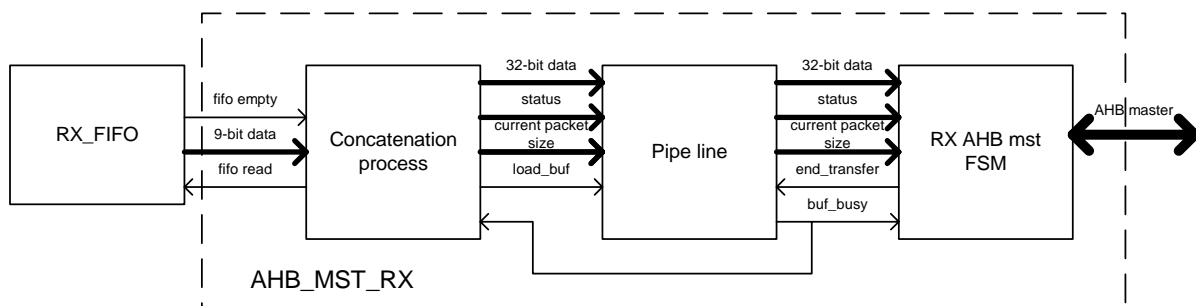 RX_FIFO
fifo empty
9-bit data
fifo read
Concatenation
process
32-bit data
status
current packet
size
load_buf
Pipe line
32-bit data
status
current packet
size
end_transfer
buf_busy
RX AHB mst
FSM
AHB master
AHB_MST_RX